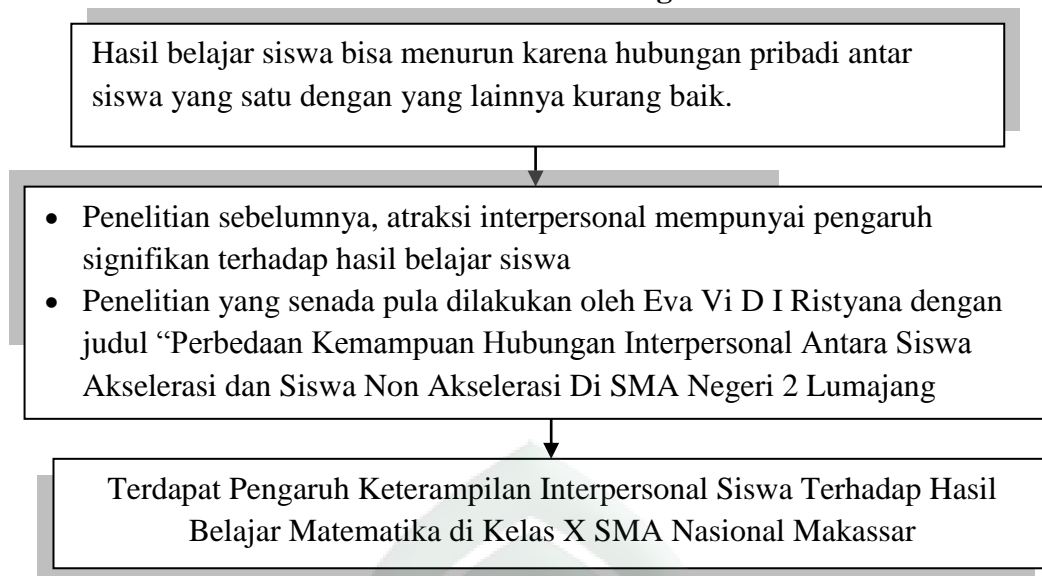 Hasil belajar siswa bisa menurun karena hubungan pribadi antar
siswa yang satu dengan yang lainnya kurang baik.
• Penelitian sebelumnya, atraksi interpersonal mempunyai pengaruh
signifikan terhadap hasil belajar siswa
• Penelitian yang senada pula dilakukan oleh Eva Vi D I Ristyana dengan
judul “Perbedaan Kemampuan Hubungan Interpersonal Antara Siswa
Akselerasi dan Siswa Non Akselerasi Di SMA Negeri 2 Lumajang
Terdapat Pengaruh Keterampilan Interpersonal Siswa Terhadap Hasil
Belajar Matematika di Kelas X SMA Nasional Makassar